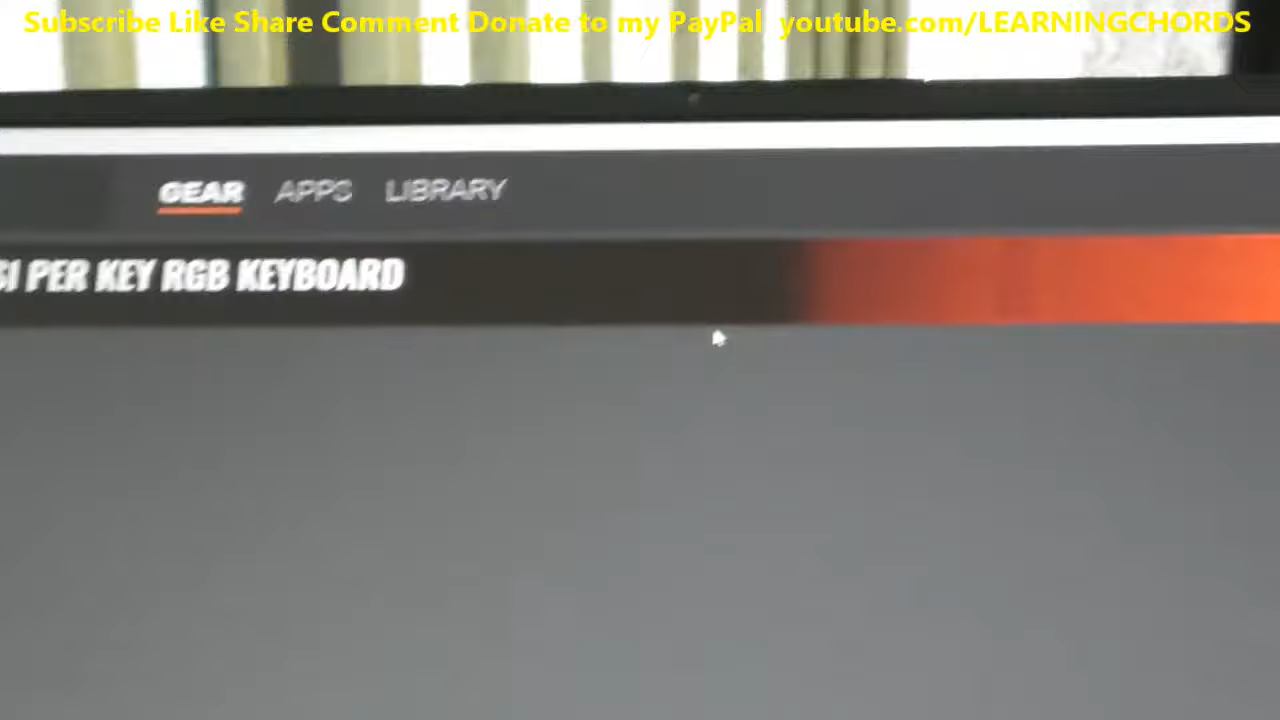 Subscribe Like Share Comment Donate to my PayPal youtube.com/LEARNINGCHORDS
GEAR APPS LIBRARY
PER KEY RGB KEYBOARD